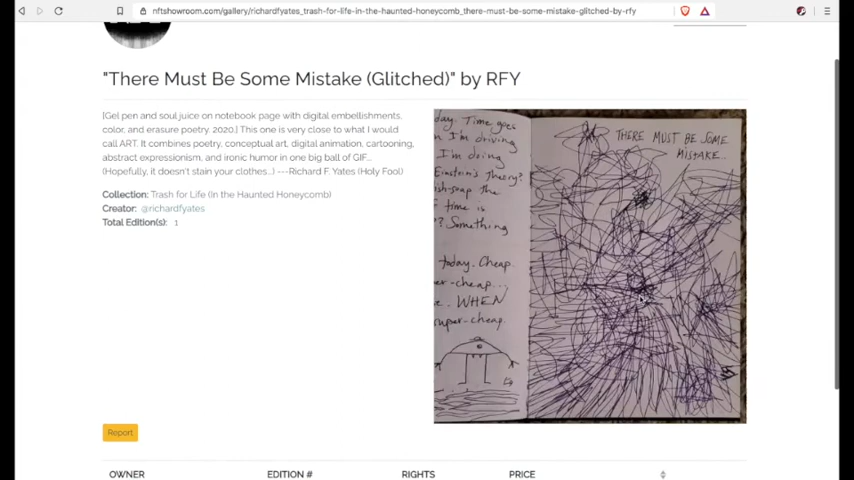 nftshowroom.com/gallery/richardfyates_trash-for-life-in-the-haunted-honeycomb_there-must-be-some-mistake-glitched-by-rfy
"There Must Be Some Mistake (Glitched)" by RFY
[Gel pen and soul juice on notebook page with digital embellishments,
color, and erasure poetry. 2020.] This one is very close to what I would
call ART. It combines poetry, conceptual art, digital animation, cartooning,
abstract expressionism, and ironic humor in one big ball of GIF...
(Hopefully, it doesn't stain your clothes...) ---Richard F. Yates (Holy Fool)
Collection: Trash for Life (In the Haunted Honeycomb)
Creator: @richardfyates
Total Edition(s): 1
Report
day. Time goes
n I'm driving
I'm doing
Einstein's Theory?
ish-soap the
f time is
? Something
today. Cheap.
er-cheap...
e. WHEN
super-cheap.
THERE MUST BE SOME
MISTAKE...
OWNER EDITION # RIGHTS PRICE